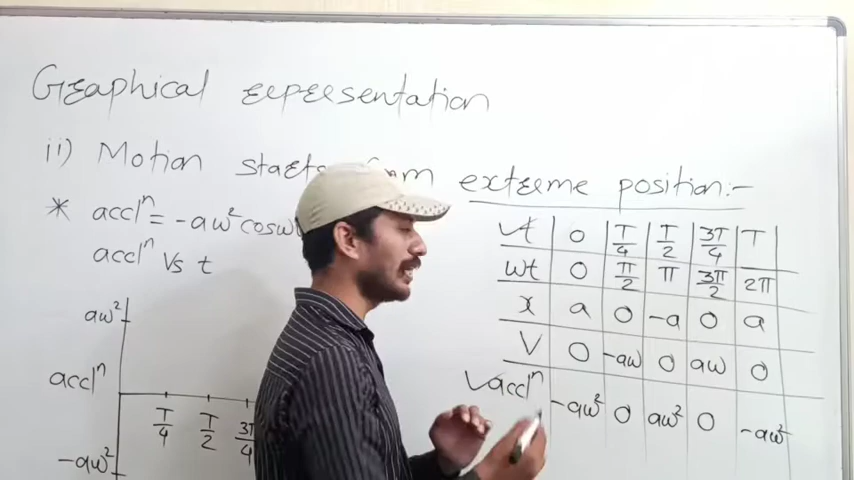 Graphical representation
ii) Motion starts from extreme position:-
* accl^n = -aω²cosω
accl^n Vs t
aω²
accl^n
-aω²
T/4 T/2 3T/4
√t 0 T/4 T/2 3T/4 T
ωt 0 π/2 π 3π/2 2π
x a 0 -a 0 a
V 0 -aω 0 aω 0
√accl^n -aω² 0 aω² 0 -aω²